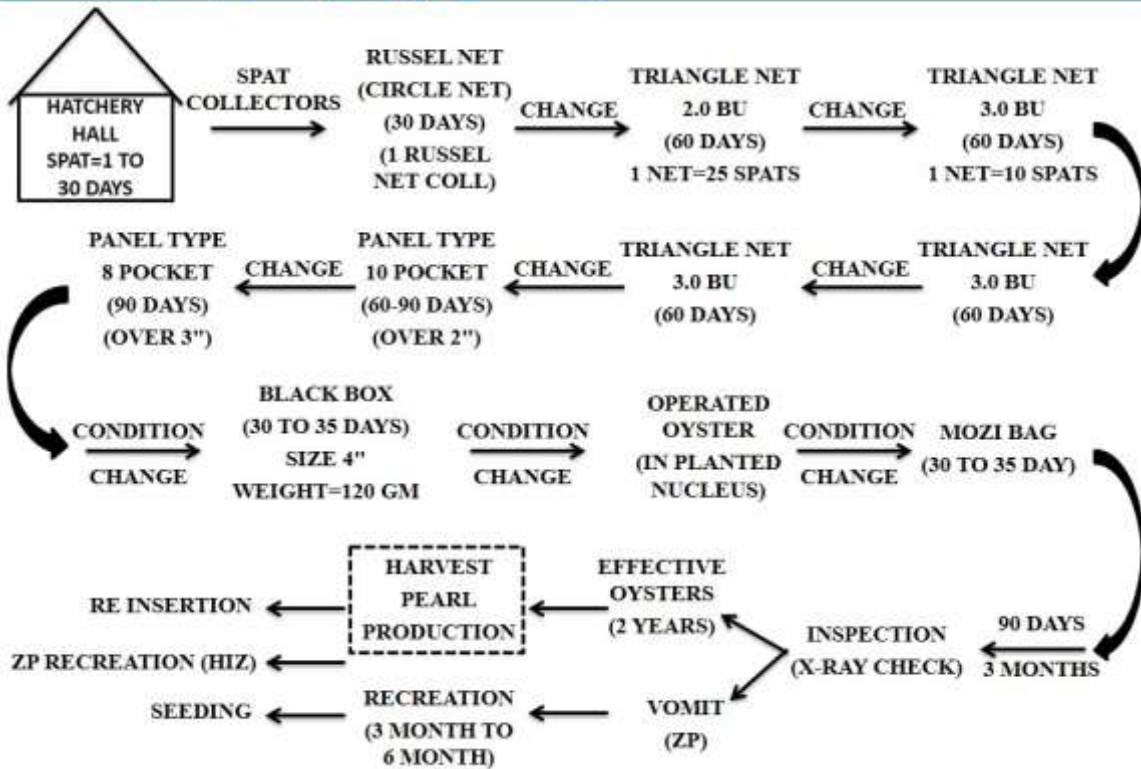 HATCHERY
HALL
SPAT=1 TO
30 DAYS
SPAT
COLLECTORS
RUSSEL NET
(CIRCLE NET)
(30 DAYS)
(1 RUSSEL
NET COLL)
CHANGE
TRIANGLE NET
2.0 BU
(60 DAYS)
1 NET=25 SPATS
CHANGE
TRIANGLE NET
3.0 BU
(60 DAYS)
1 NET=10 SPATS
TRIANGLE NET
3.0 BU
(60 DAYS)
CHANGE
TRIANGLE NET
3.0 BU
(60 DAYS)
CHANGE
PANEL TYPE
10 POCKET
(60-90 DAYS)
(OVER 2")
CHANGE
PANEL TYPE
8 POCKET
(90 DAYS)
(OVER 3")
CONDITION
CHANGE
BLACK BOX
(30 TO 35 DAYS)
SIZE 4"
WEIGHT=120 GM
CONDITION
CHANGE
OPERATED
OYSTER
(IN PLANTED
NUCLEUS)
CONDITION
CHANGE
MOZI BAG
(30 TO 35 DAY)
90 DAYS
3 MONTHS
INSPECTION
(X-RAY CHECK)
EFFECTIVE
OYSTERS
(2 YEARS)
HARVEST
PEARL
PRODUCTION
RE INSERTION
ZP RECREATION (HIZ)
VOMIT
(ZP)
RECREATION
(3 MONTH TO
6 MONTH)
SEEDING